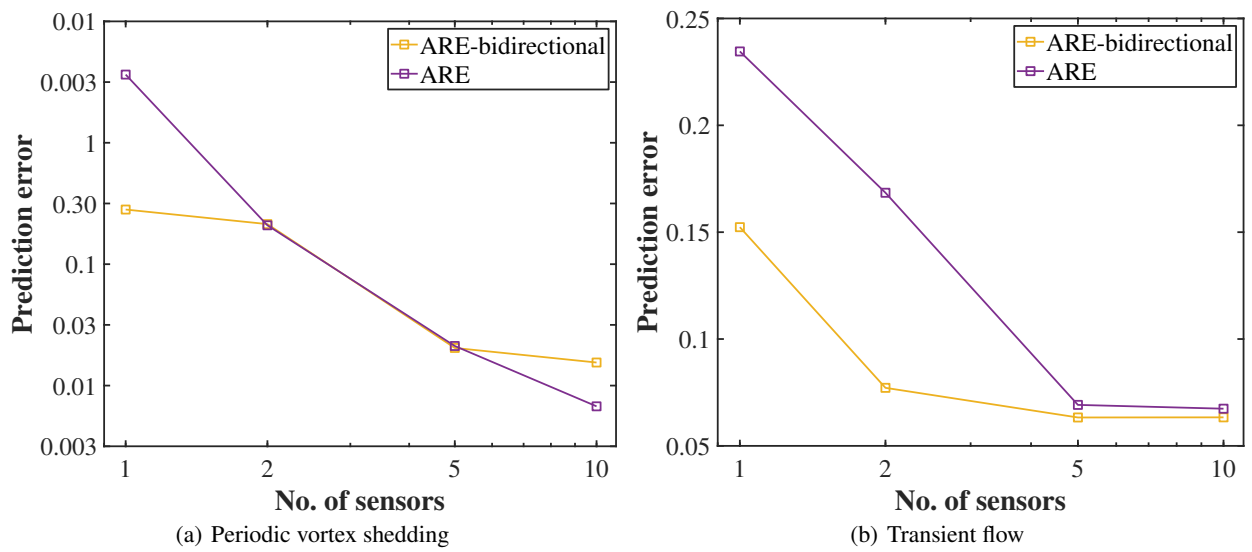 0.01
0.003
1
0.30
0.1
0.03
0.01
0.003
Prediction error
ARE-bidirectional
ARE
1
2
5
10
No. of sensors
(a) Periodic vortex shedding
0.25
0.2
0.15
0.1
0.05
Prediction error
ARE-bidirectional
ARE
1
2
5
10
No. of sensors
(b) Transient flow